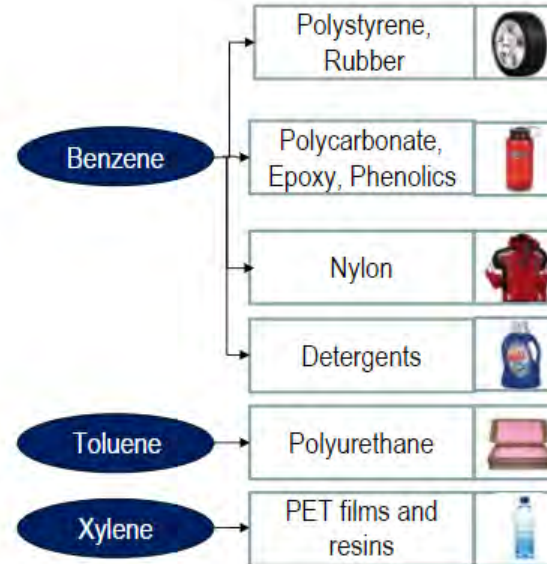 Polystyrene,
Rubber
Benzene
Polycarbonate,
Epoxy, Phenolics
Nylon
Detergents
Toluene
Polyurethane
Xylene
PET films and
resins